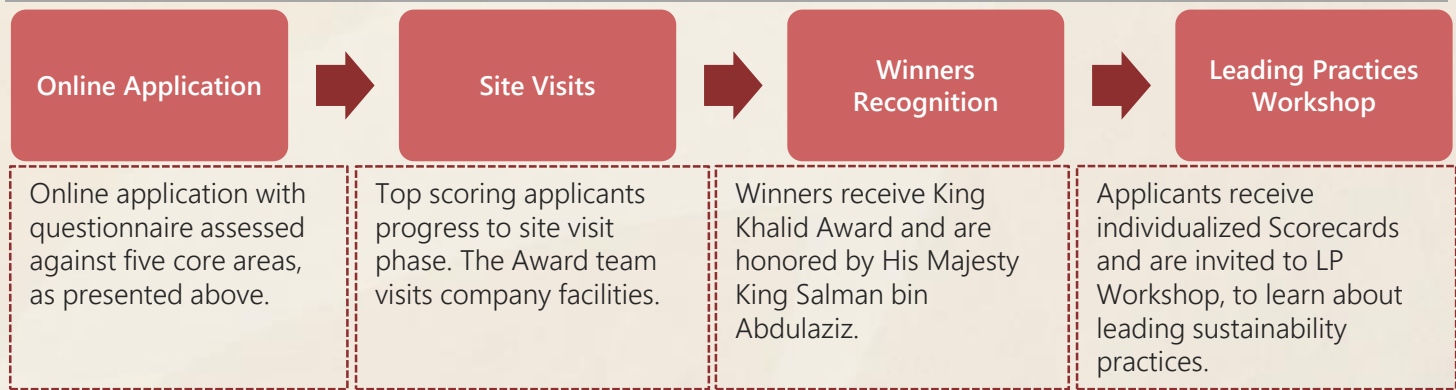 Online Application
Site Visits
Winners
Recognition
Leading Practices
Workshop
Online application with
questionnaire assessed
against five core areas,
as presented above.
Top scoring applicants
progress to site visit
phase. The Award team
visits company facilities.
Winners receive King
Khalid Award and are
honored by His Majesty
King Salman bin
Abdulaziz.
Applicants receive
individualized Scorecards
and are invited to LP
Workshop, to learn about
leading sustainability
practices.